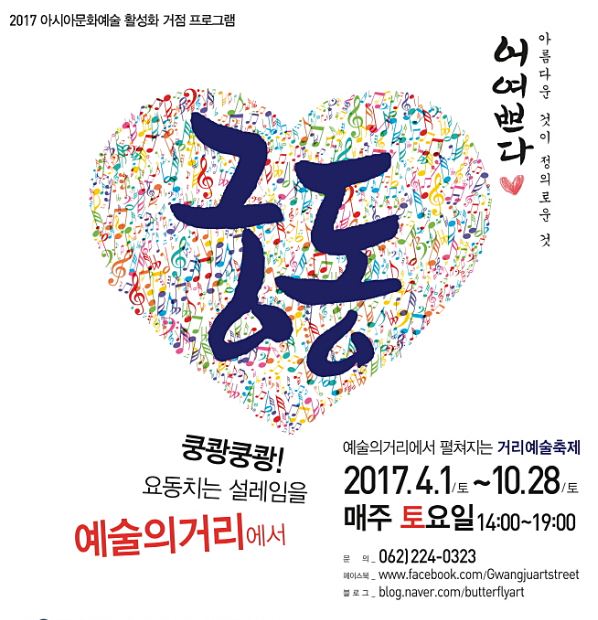 2017 아시아문화예술 활성화 거점 프로그램
어여쁘다
아름다운 것이 정의로운 것
궁동
쿵쾅쿵쾅!
요동치는 설레임을
예술의거리에서
예술의거리에서 펼쳐지는 거리예술축제
2017.4.1/토 ~10.28/토
매주 토요일 14:00~19:00
문 의_ 062)224-0323
페이스북_ www.facebook.com/Gwangjuartstreet
블로그_ blog.naver.com/butterflyart